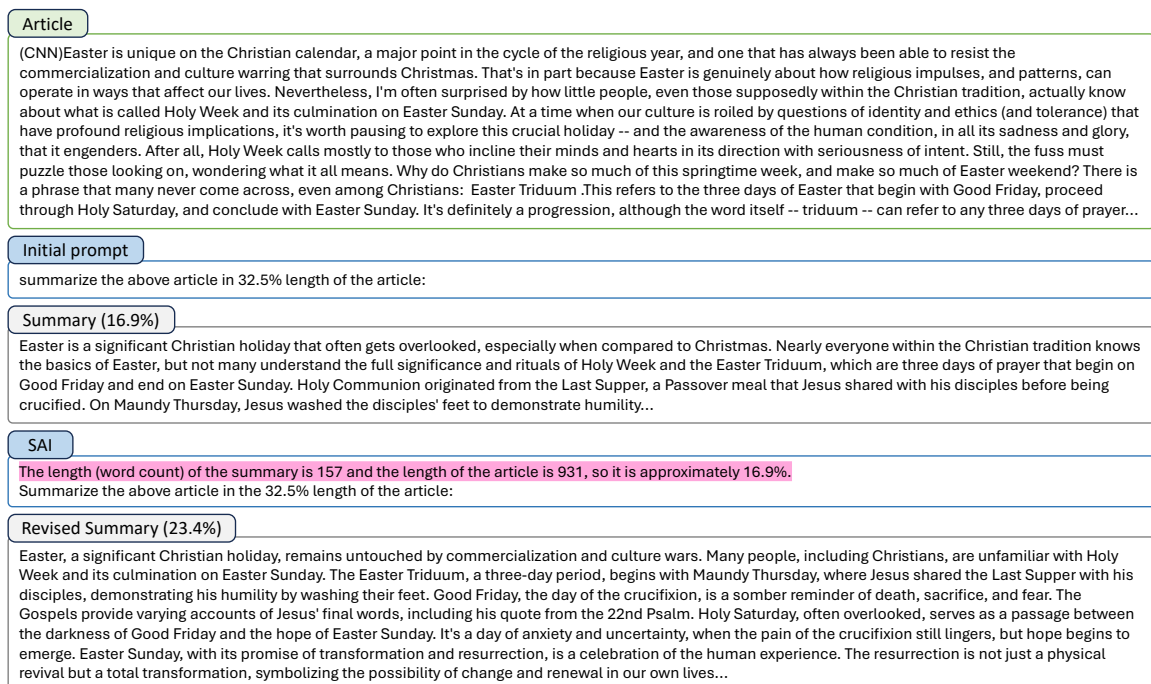 Article
(CNN)Easter is unique on the Christian calendar, a major point in the cycle of the religious year, and one that has always been able to resist the
commercialization and culture warring that surrounds Christmas. That's in part because Easter is genuinely about how religious impulses, and patterns, can
operate in ways that affect our lives. Nevertheless, I'm often surprised by how little people, even those supposedly within the Christian tradition, actually know
about what is called Holy Week and its culmination on Easter Sunday. At a time when our culture is roiled by questions of identity and ethics (and tolerance) that
have profound religious implications, it's worth pausing to explore this crucial holiday -- and the awareness of the human condition, in all its sadness and glory,
that it engenders. After all, Holy Week calls mostly to those who incline their minds and hearts in its direction with seriousness of intent. Still, the fuss must
puzzle those looking on, wondering what it all means. Why do Christians make so much of this springtime week, and make so much of Easter weekend? There is
a phrase that many never come across, even among Christians:  Easter Triduum .This refers to the three days of Easter that begin with Good Friday, proceed
through Holy Saturday, and conclude with Easter Sunday. It's definitely a progression, although the word itself -- triduum -- can refer to any three days of prayer...
Initial prompt
summarize the above article in 32.5% length of the article:
Summary (16.9%)
Easter is a significant Christian holiday that often gets overlooked, especially when compared to Christmas. Nearly everyone within the Christian tradition knows
the basics of Easter, but not many understand the full significance and rituals of Holy Week and the Easter Triduum, which are three days of prayer that begin on
Good Friday and end on Easter Sunday. Holy Communion originated from the Last Supper, a Passover meal that Jesus shared with his disciples before being
crucified. On Maundy Thursday, Jesus washed the disciples' feet to demonstrate humility...
SAI
The length (word count) of the summary is 157 and the length of the article is 931, so it is approximately 16.9%.
Summarize the above article in the 32.5% length of the article:
Revised Summary (23.4%)
Easter, a significant Christian holiday, remains untouched by commercialization and culture wars. Many people, including Christians, are unfamiliar with Holy
Week and its culmination on Easter Sunday. The Easter Triduum, a three-day period, begins with Maundy Thursday, where Jesus shared the Last Supper with his
disciples, demonstrating his humility by washing their feet. Good Friday, the day of the crucifixion, is a somber reminder of death, sacrifice, and fear. The
Gospels provide varying accounts of Jesus' final words, including his quote from the 22nd Psalm. Holy Saturday, often overlooked, serves as a passage between
the darkness of Good Friday and the hope of Easter Sunday. It's a day of anxiety and uncertainty, when the pain of the crucifixion still lingers, but hope begins to
emerge. Easter Sunday, with its promise of transformation and resurrection, is a celebration of the human experience. The resurrection is not just a physical
revival but a total transformation, symbolizing the possibility of change and renewal in our own lives...